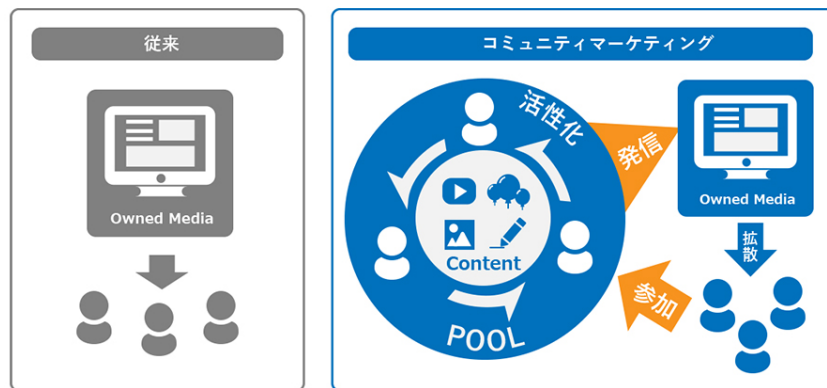 従来
Owned Media
コミュニティマーケティング
活性化
発信
Content
POOL
Owned Media
拡散
参加